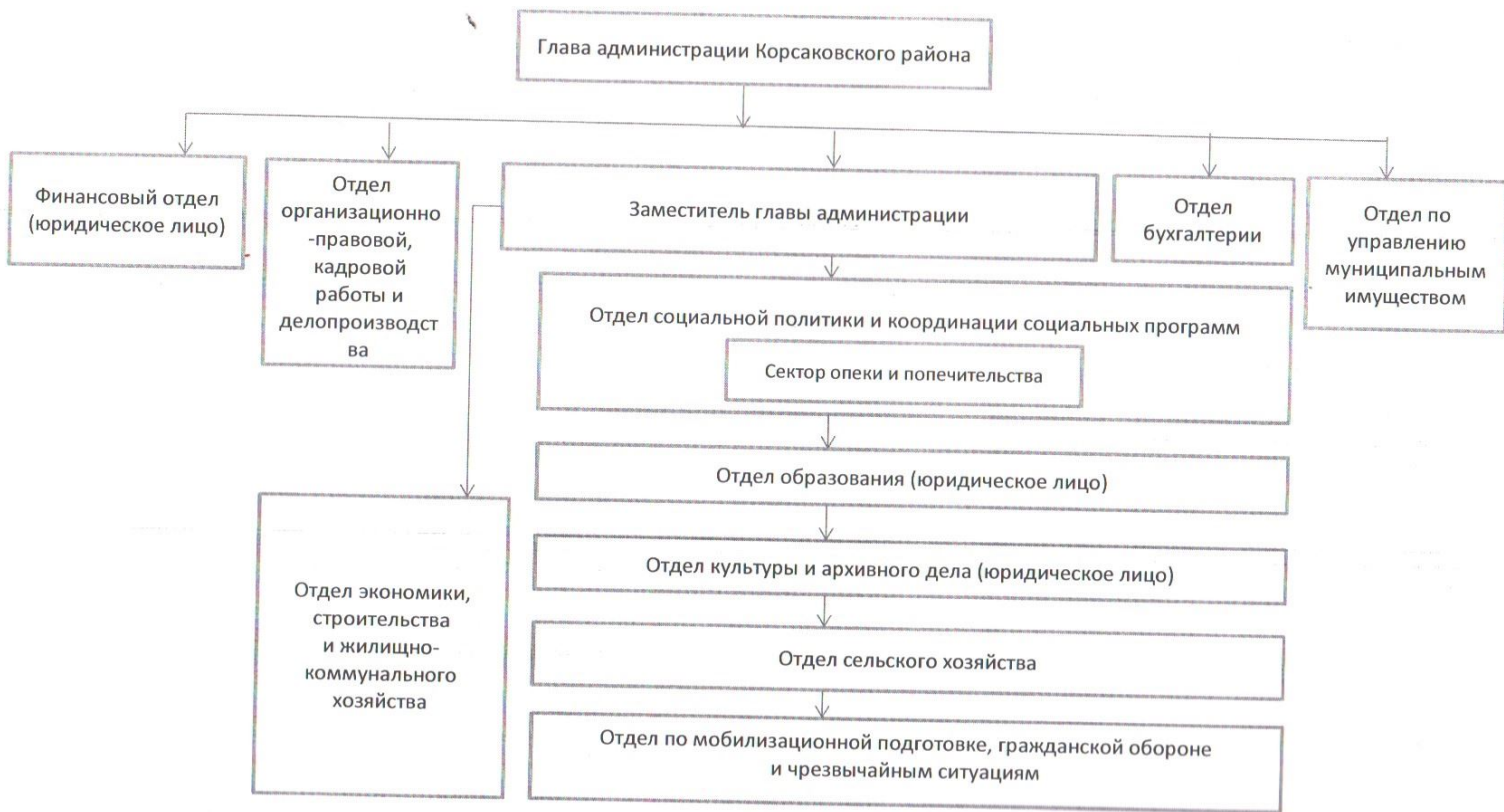 Глава администрации Корсаковского района
Финансовый отдел
(юридическое лицо)
Отдел
организационно
-правовой,
кадровой
работы и
делопроизводст
ва
Заместитель главы администрации
Отдел
бухгалтерии
Отдел по
управлению
муниципальным
имуществом
Отдел социальной политики и координации социальных программ
Сектор опеки и попечительства
Отдел образования (юридическое лицо)
Отдел культуры и архивного дела (юридическое лицо)
Отдел сельского хозяйства
Отдел по мобилизационной подготовке, гражданской обороне
и чрезвычайным ситуациям
Отдел экономики,
строительства
и жилищно-
коммунального
хозяйства